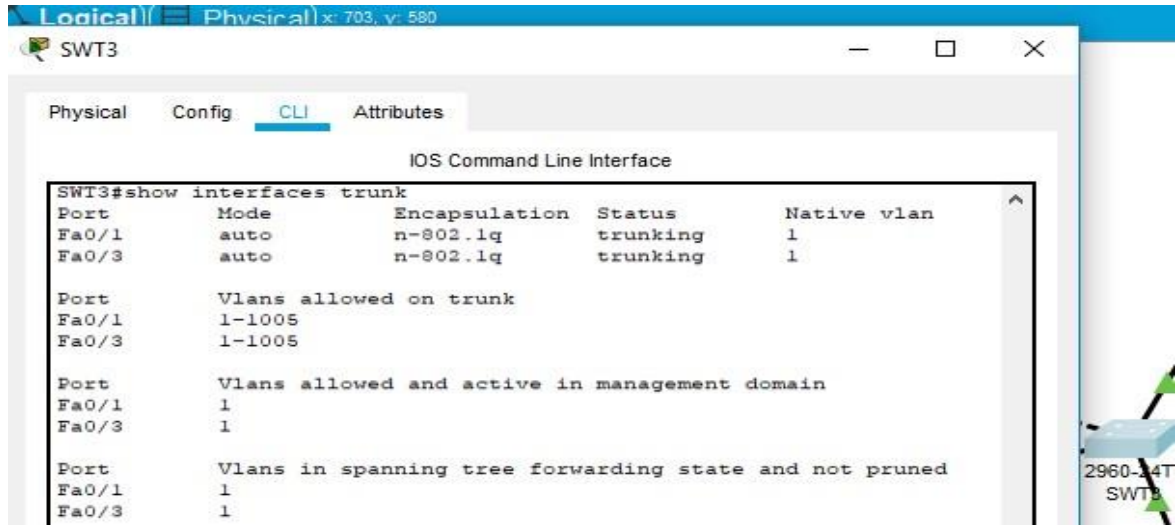 Logical Physical x: 703, y: 580
SWT3
Physical Config CLI Attributes
IOS Command Line Interface
SWT3#show interfaces trunk
Port Mode Encapsulation Status Native vlan
Fa0/1 auto n-802.1q trunking 1
Fa0/3 auto n-802.1q trunking 1
Port Vlans allowed on trunk
Fa0/1 1-1005
Fa0/3 1-1005
Port Vlans allowed and active in management domain
Fa0/1 1
Fa0/3 1
Port Vlans in spanning tree forwarding state and not pruned
Fa0/1 1
Fa0/3 1
2960-24T
SWT3